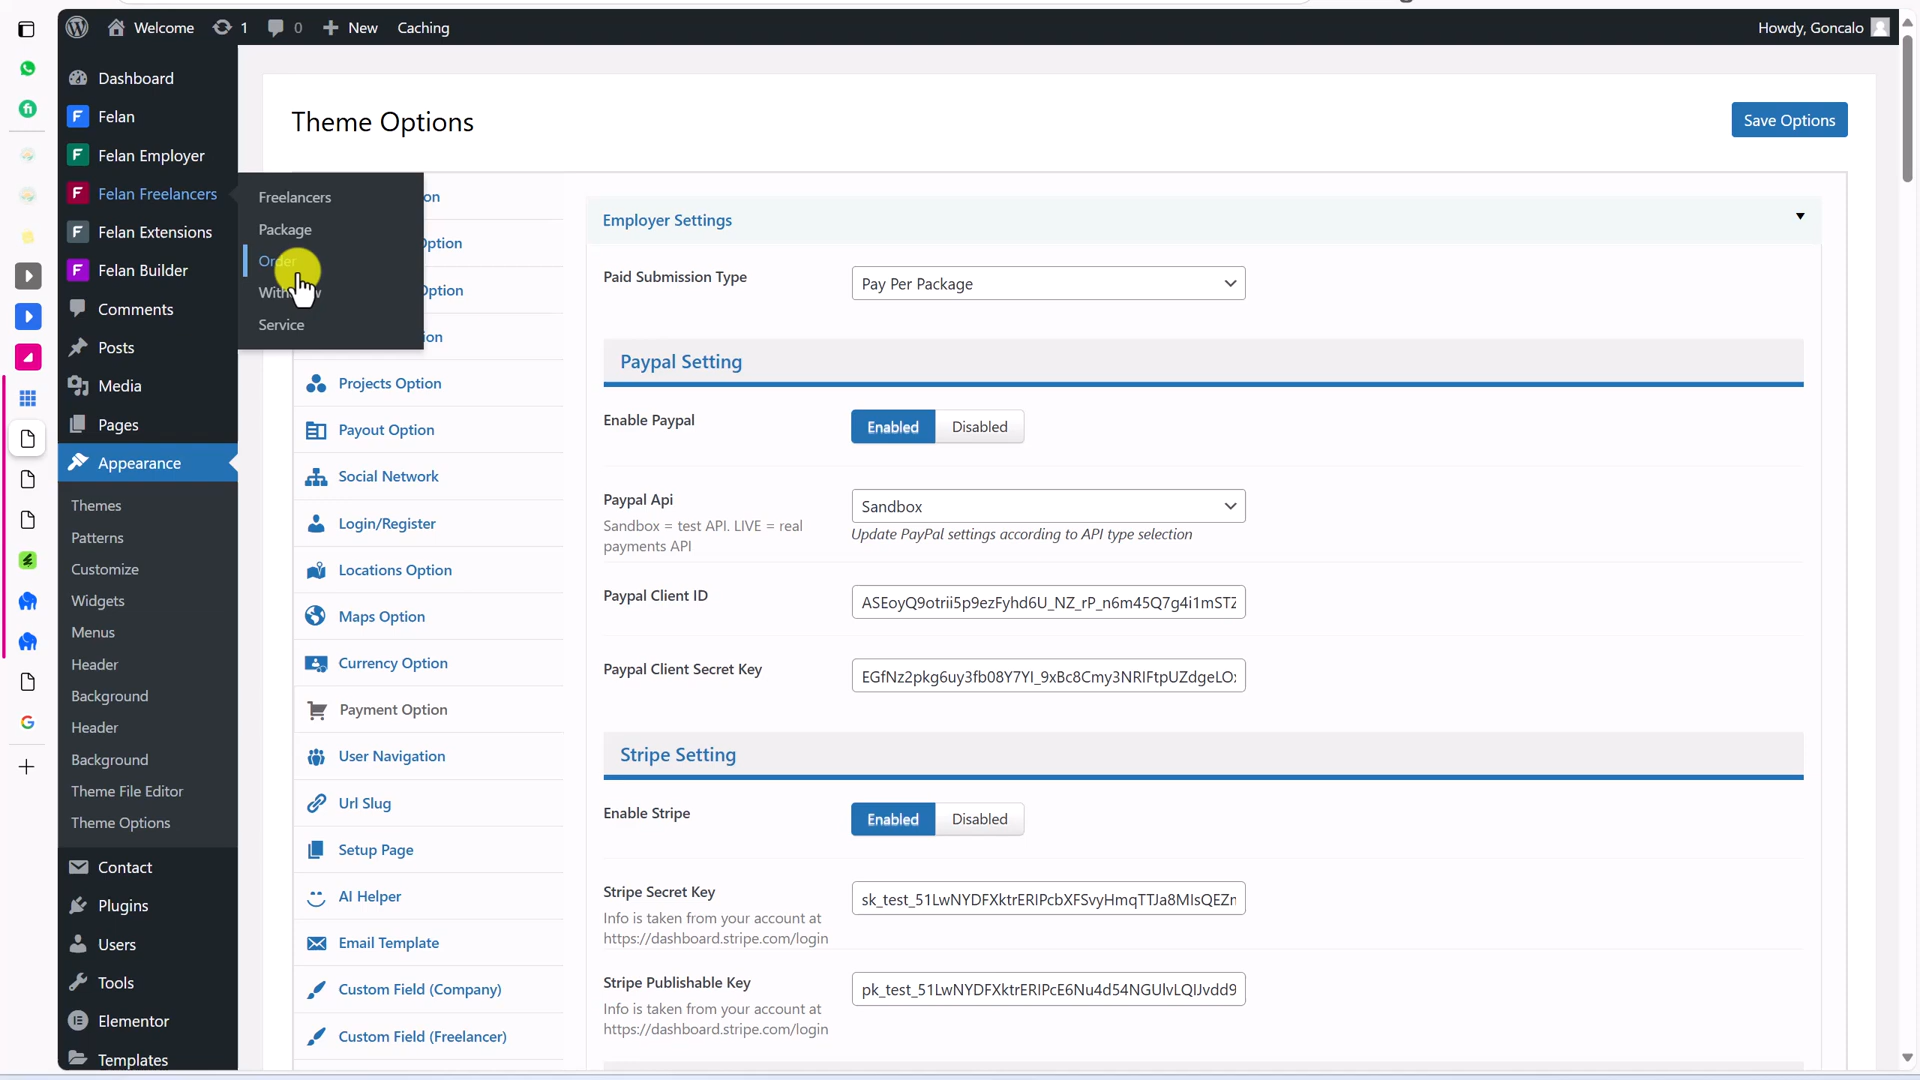 Welcome
1
0
New
Caching
Howdy, Goncalo
Dashboard
Felan
Felan Employer
Felan Freelancers
Felan Extensions
Felan Builder
Comments
Posts
Media
Pages
Appearance
Themes
Patterns
Customize
Widgets
Menus
Header
Background
Header
Background
Theme File Editor
Theme Options
Contact
Plugins
Users
Tools
Elementor
Templates
Freelancers
Package
Order
Service
Theme Options
Save Options
Projects Option
Payout Option
Social Network
Login/Register
Locations Option
Maps Option
Currency Option
Payment Option
User Navigation
Url Slug
Setup Page
AI Helper
Email Template
Custom Field (Company)
Custom Field (Freelancer)
Employer Settings
Paid Submission Type
Pay Per Package
Paypal Setting
Enable Paypal
Enabled
Disabled
Paypal Api
Sandbox = test API. LIVE = real
payments API
Sandbox
Update PayPal settings according to API type selection
Paypal Client ID
Paypal Client Secret Key
Stripe Setting
Enable Stripe
Enabled
Disabled
Stripe Secret Key
Info is taken from your account at
https://dashboard.stripe.com/login
Stripe Publishable Key
Info is taken from your account at
https://dashboard.stripe.com/login